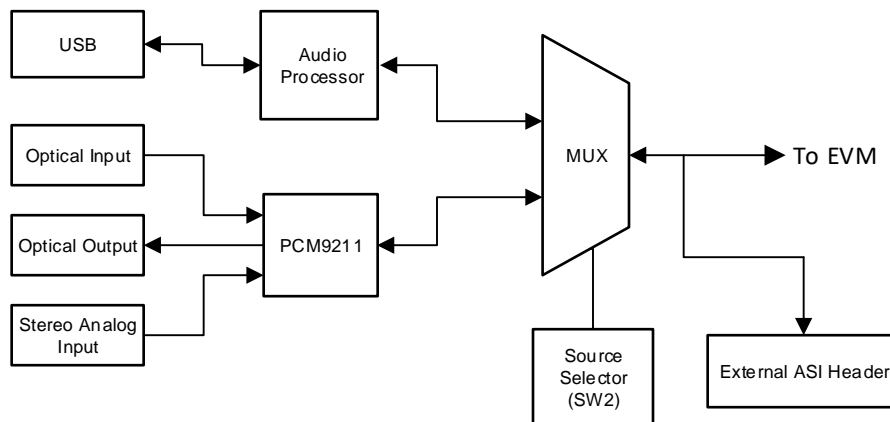 USB
Audio
Processor
Optical Input
MUX
To EVM
Optical Output
PCM9211
Stereo Analog
Input
Source
Selector
(SW2)
External ASI Header